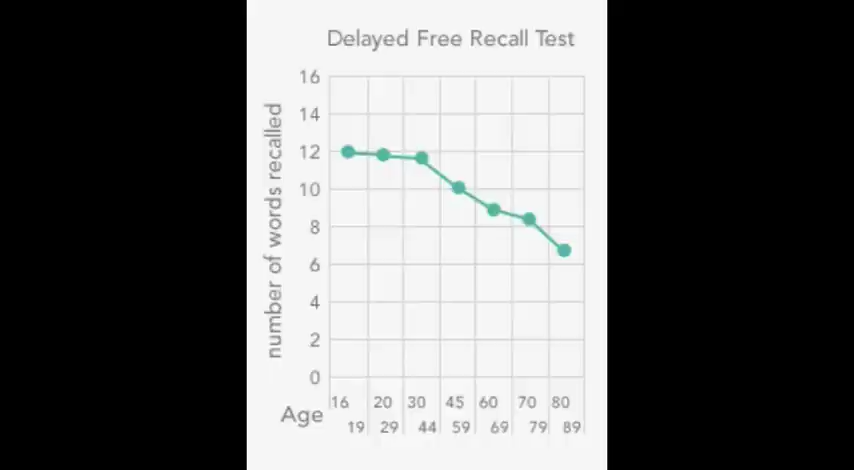 Delayed Free Recall Test
number of words recalled
16
14
12
10
8
6
4
2
0
Age
16 20 30 45 60 70 80
19 29 44 59 69 79 89